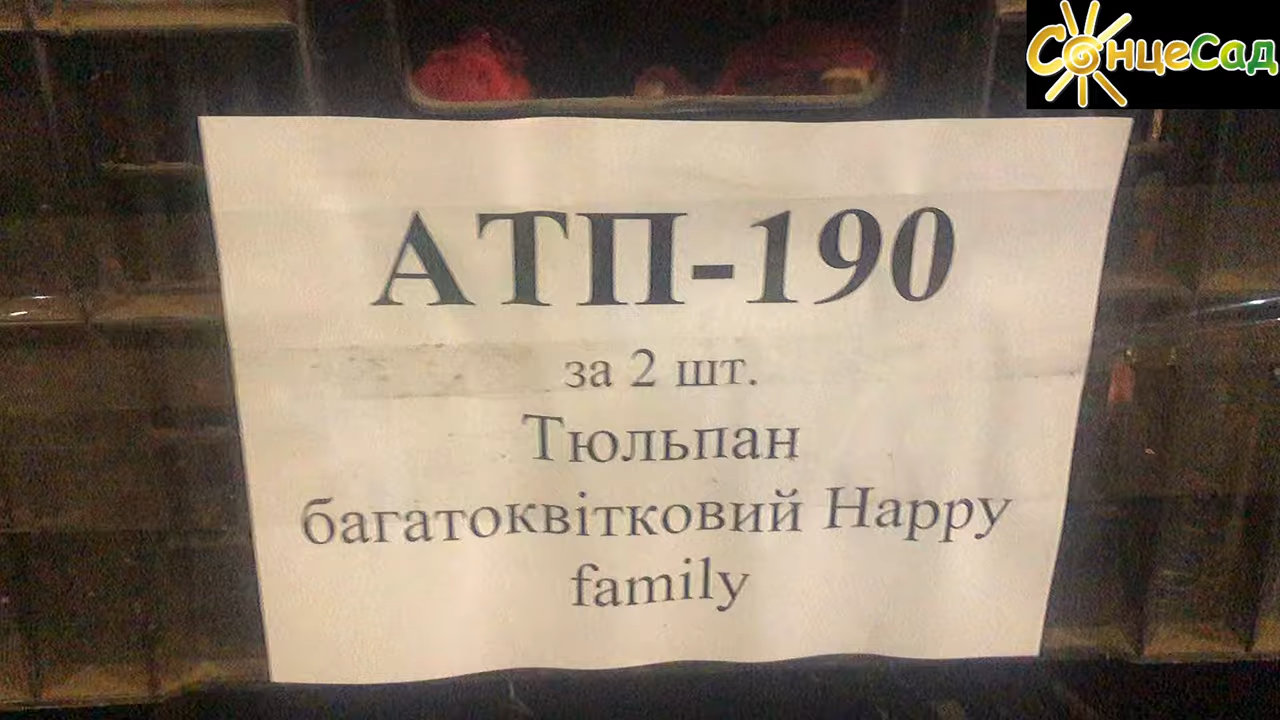 СонцеСад
АТП-190
за 2 шт.
Тюльпан
багатоквітковий Happy
family